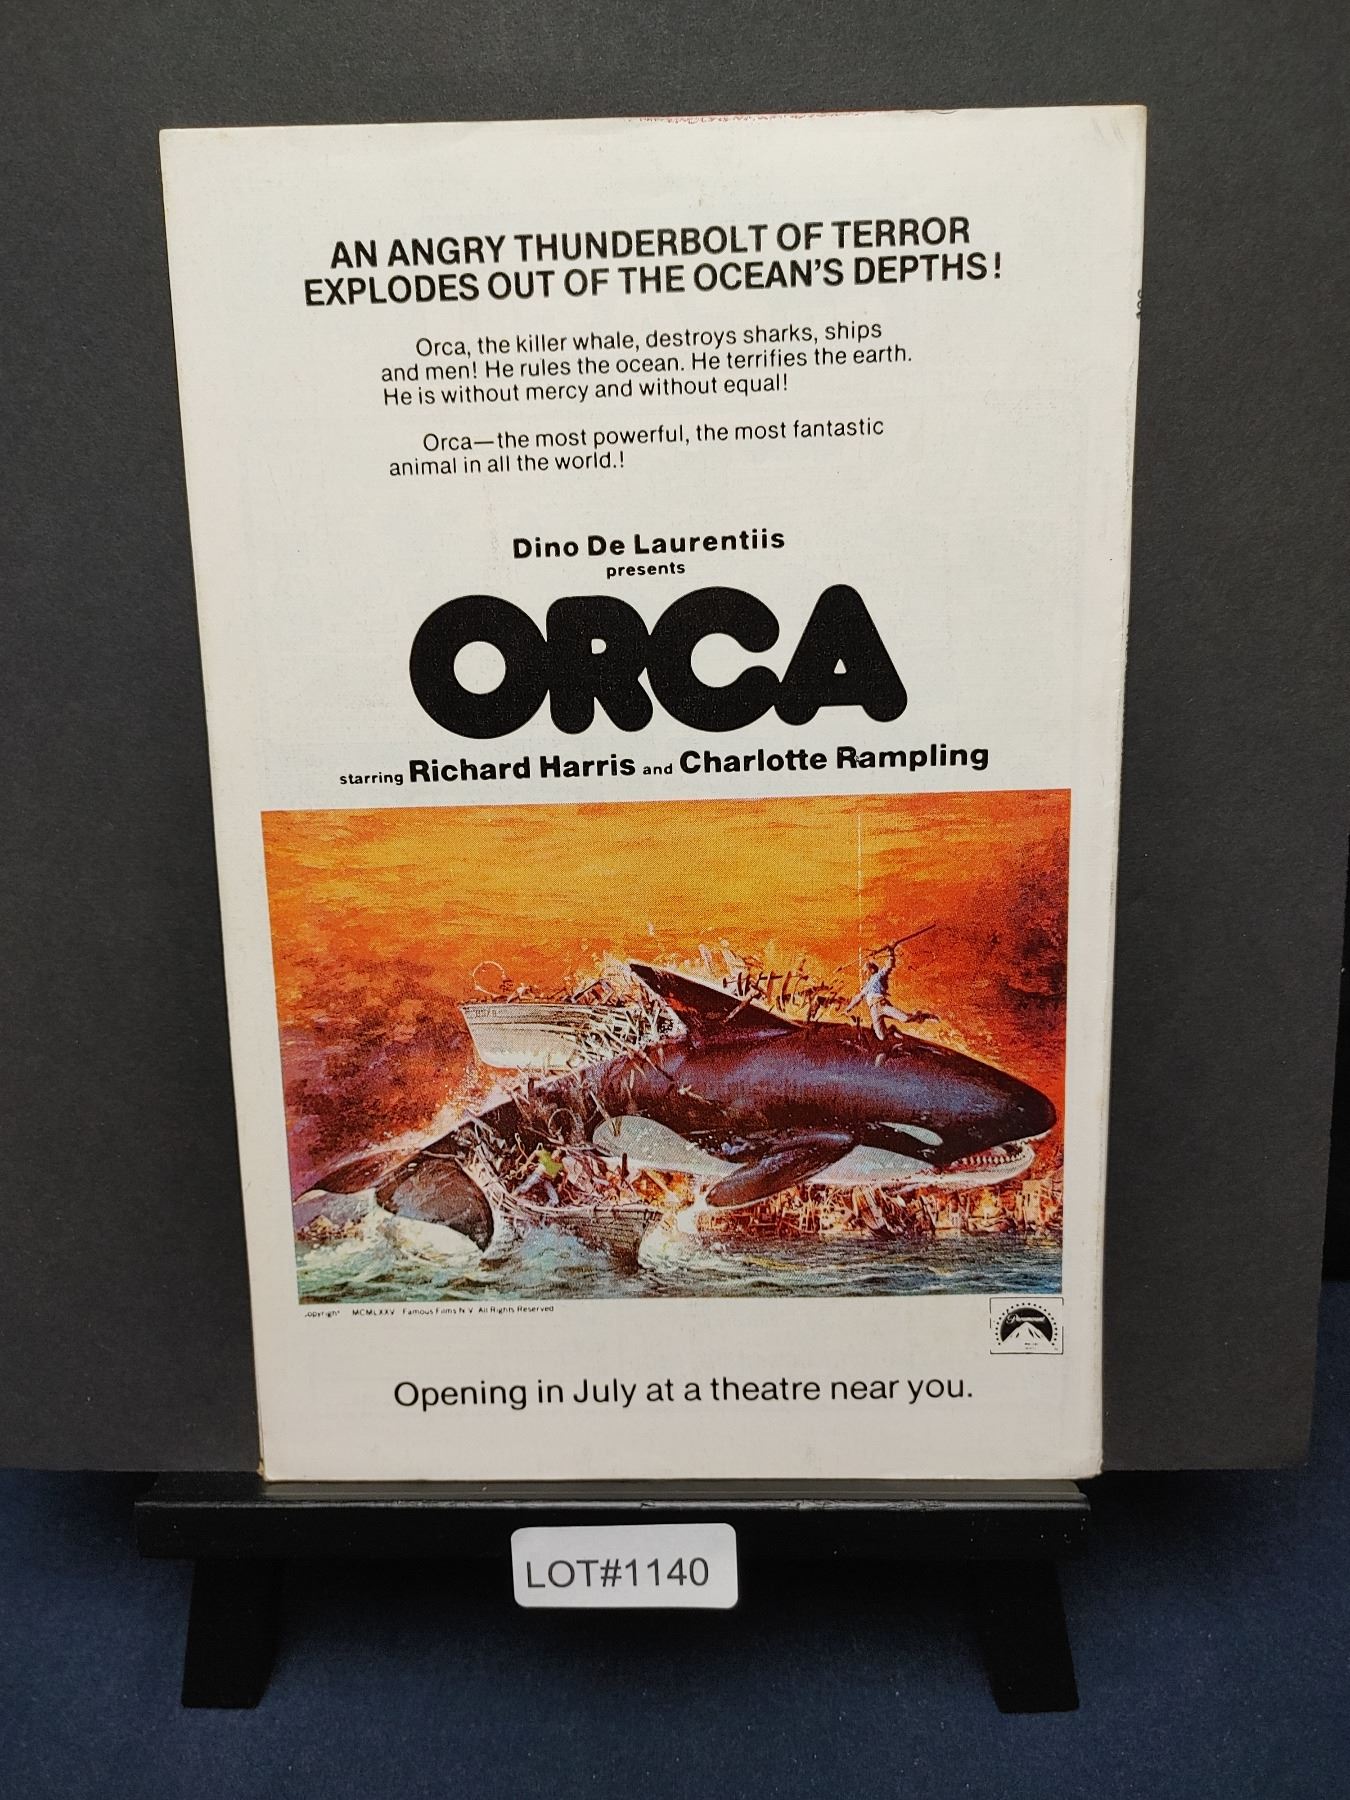 AN ANGRY THUNDERBOLT OF TERROR
EXPLODES OUT OF THE OCEAN'S DEPTHS!
Orca, the killer whale, destroys sharks, ships
and men! He rules the ocean. He terrifies the earth.
He is without mercy and without equal!
Orca—the most powerful, the most fantastic
animal in all the world.!
Dino De Laurentiis
presents
ORCA
starring Richard Harris and Charlotte Rampling
MCMLXXV Famous Films N.V. All Rights Reserved
Paramount
Opening in July at a theatre near you.
LOT#1140